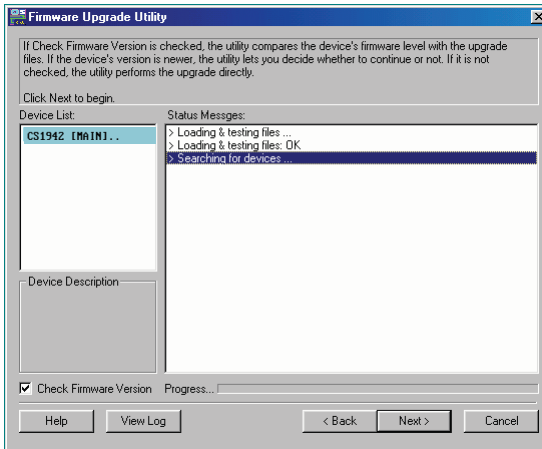 Firmware Upgrade Utility
If Check Firmware Version is checked, the utility compares the device's firmware level with the upgrade
files. If the device's version is newer, the utility lets you decide whether to continue or not. If it is not
checked, the utility performs the upgrade directly.
Click Next to begin.
Device List:
Status Messges:
CS1942 [MAIN]..
> Loading & testing files ...
> Loading & testing files: OK
> Searching for devices ...
Device Description
Check Firmware Version
Progress...
Help
View Log
< Back
Next >
Cancel